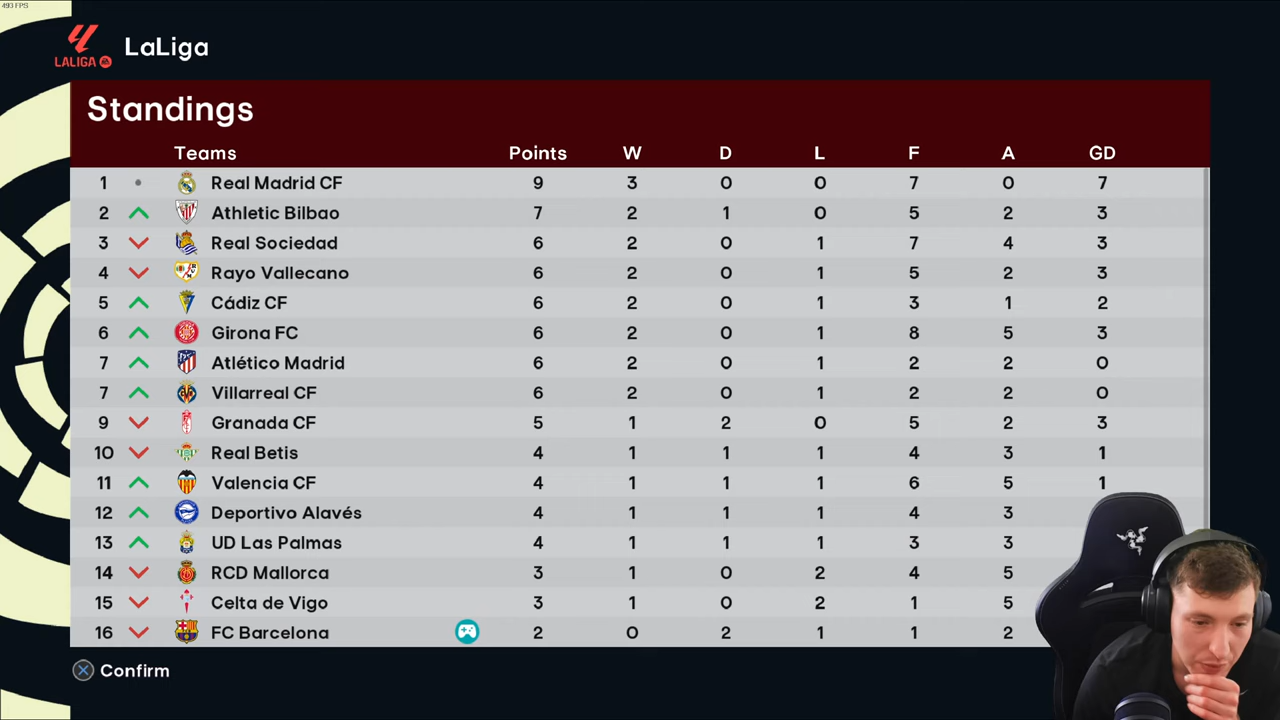 493 FPS
LALIGA
LaLiga
Standings
Teams Points W D L F A GD
1 Real Madrid CF 9 3 0 0 7 0 7
2 Athletic Bilbao 7 2 1 0 5 2 3
3 Real Sociedad 6 2 0 1 7 4 3
4 Rayo Vallecano 6 2 0 1 5 2 3
5 Cádiz CF 6 2 0 1 3 1 2
6 Girona FC 6 2 0 1 8 5 3
7 Atlético Madrid 6 2 0 1 2 2 0
7 Villarreal CF 6 2 0 1 2 2 0
9 Granada CF 5 1 2 0 5 2 3
10 Real Betis 4 1 1 1 4 3 1
11 Valencia CF 4 1 1 1 6 5 1
12 Deportivo Alavés 4 1 1 1 4 3
13 UD Las Palmas 4 1 1 1 3 3
14 RCD Mallorca 3 1 0 2 4 5
15 Celta de Vigo 3 1 0 2 1 5
16 FC Barcelona 2 0 2 1 1 2
Confirm